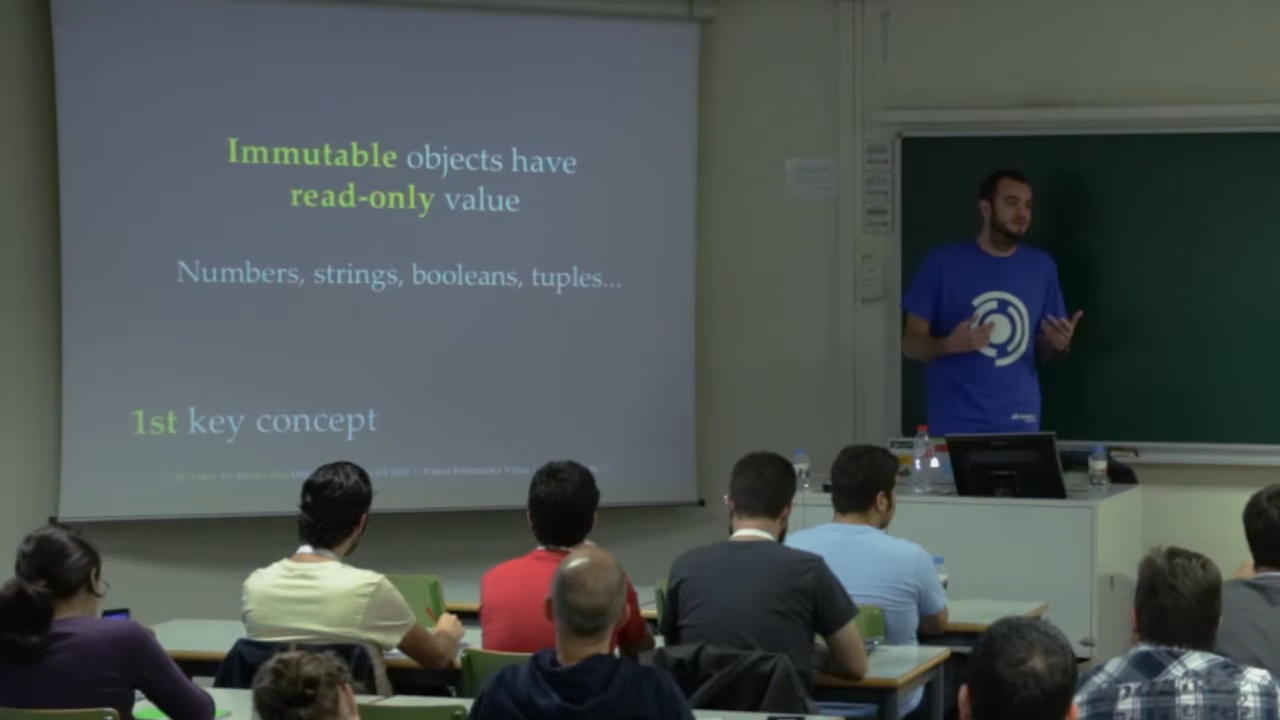 Immutable objects have
read-only value
Numbers, strings, booleans, tuples...
1st key concept